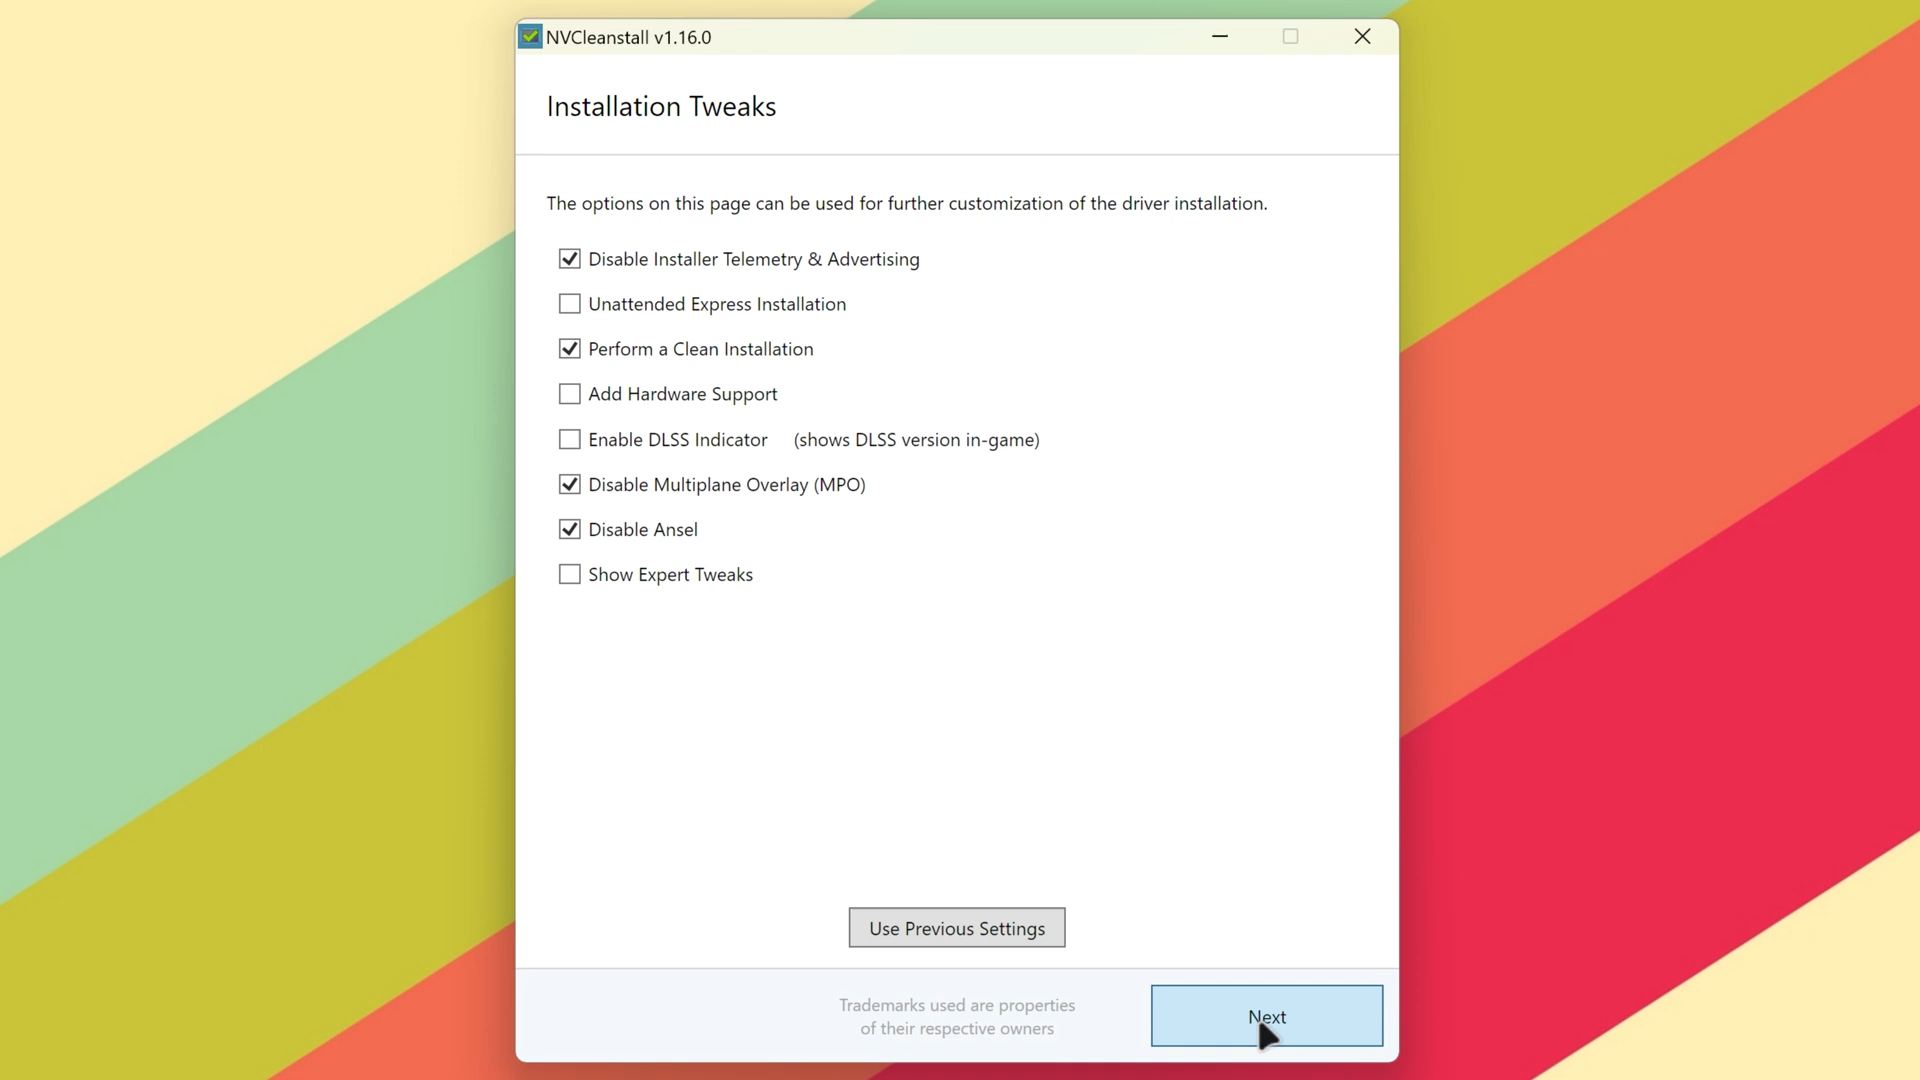 NVCleanstall v1.16.0
Installation Tweaks
The options on this page can be used for further customization of the driver installation.
Disable Installer Telemetry & Advertising
Unattended Express Installation
Perform a Clean Installation
Add Hardware Support
Enable DLSS Indicator (shows DLSS version in-game)
Disable Multiplane Overlay (MPO)
Disable Ansel
Show Expert Tweaks
Use Previous Settings
Trademarks used are properties
of their respective owners
Next